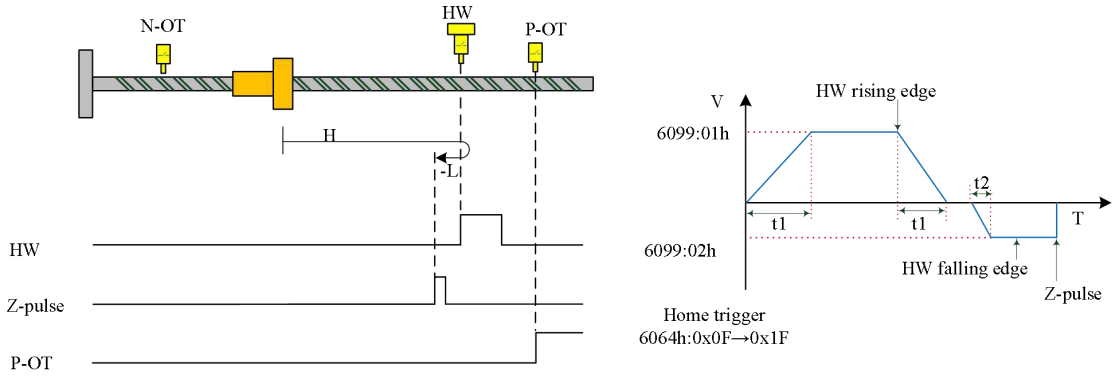 N-OT
HW
P-OT
H
-L
HW
Z-pulse
P-OT
V
HW rising edge
6099:01h
t1
t1
t2
T
6099:02h
HW falling edge
Z-pulse
Home trigger
6064h:0x0F→0x1F